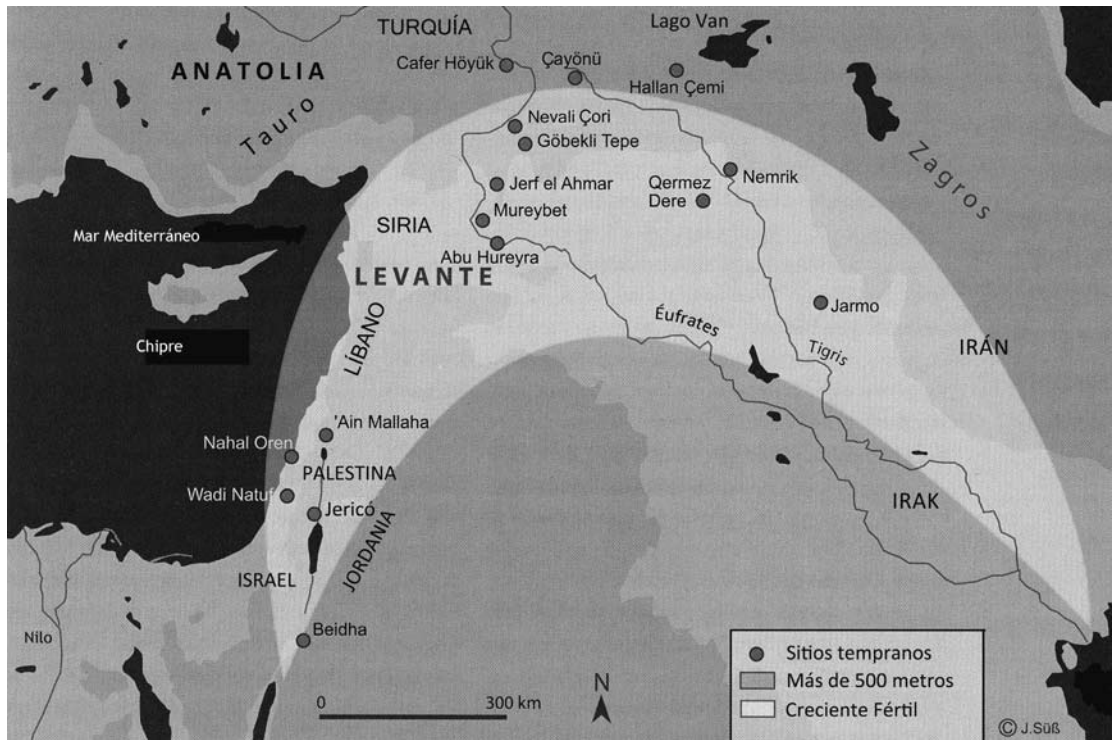 TURQUÍA
Lago Van
Cafer Höyük
Çayönü
ANATOLIA
Hallan Çemi
Tauro
Nevali Çori
Göbekli Tepe
Zagros
Nemrik
Jerf el Ahmar
Qermez
Dere
Mureybet
SIRIA
Mar Mediterráneo
Abu Hureyra
LEVANTE
Jarmo
Éufrates
Chipre
LÍBANO
Tigris
IRÁN
'Ain Mallaha
Nahal Oren
PALESTINA
Wadi Natuf
IRAK
Jericó
JORDANIA
ISRAEL
Nilo
Beidha
Sitios tempranos
N
Más de 500 metros
0 300 km
Creciente Fértil
© J.Süß